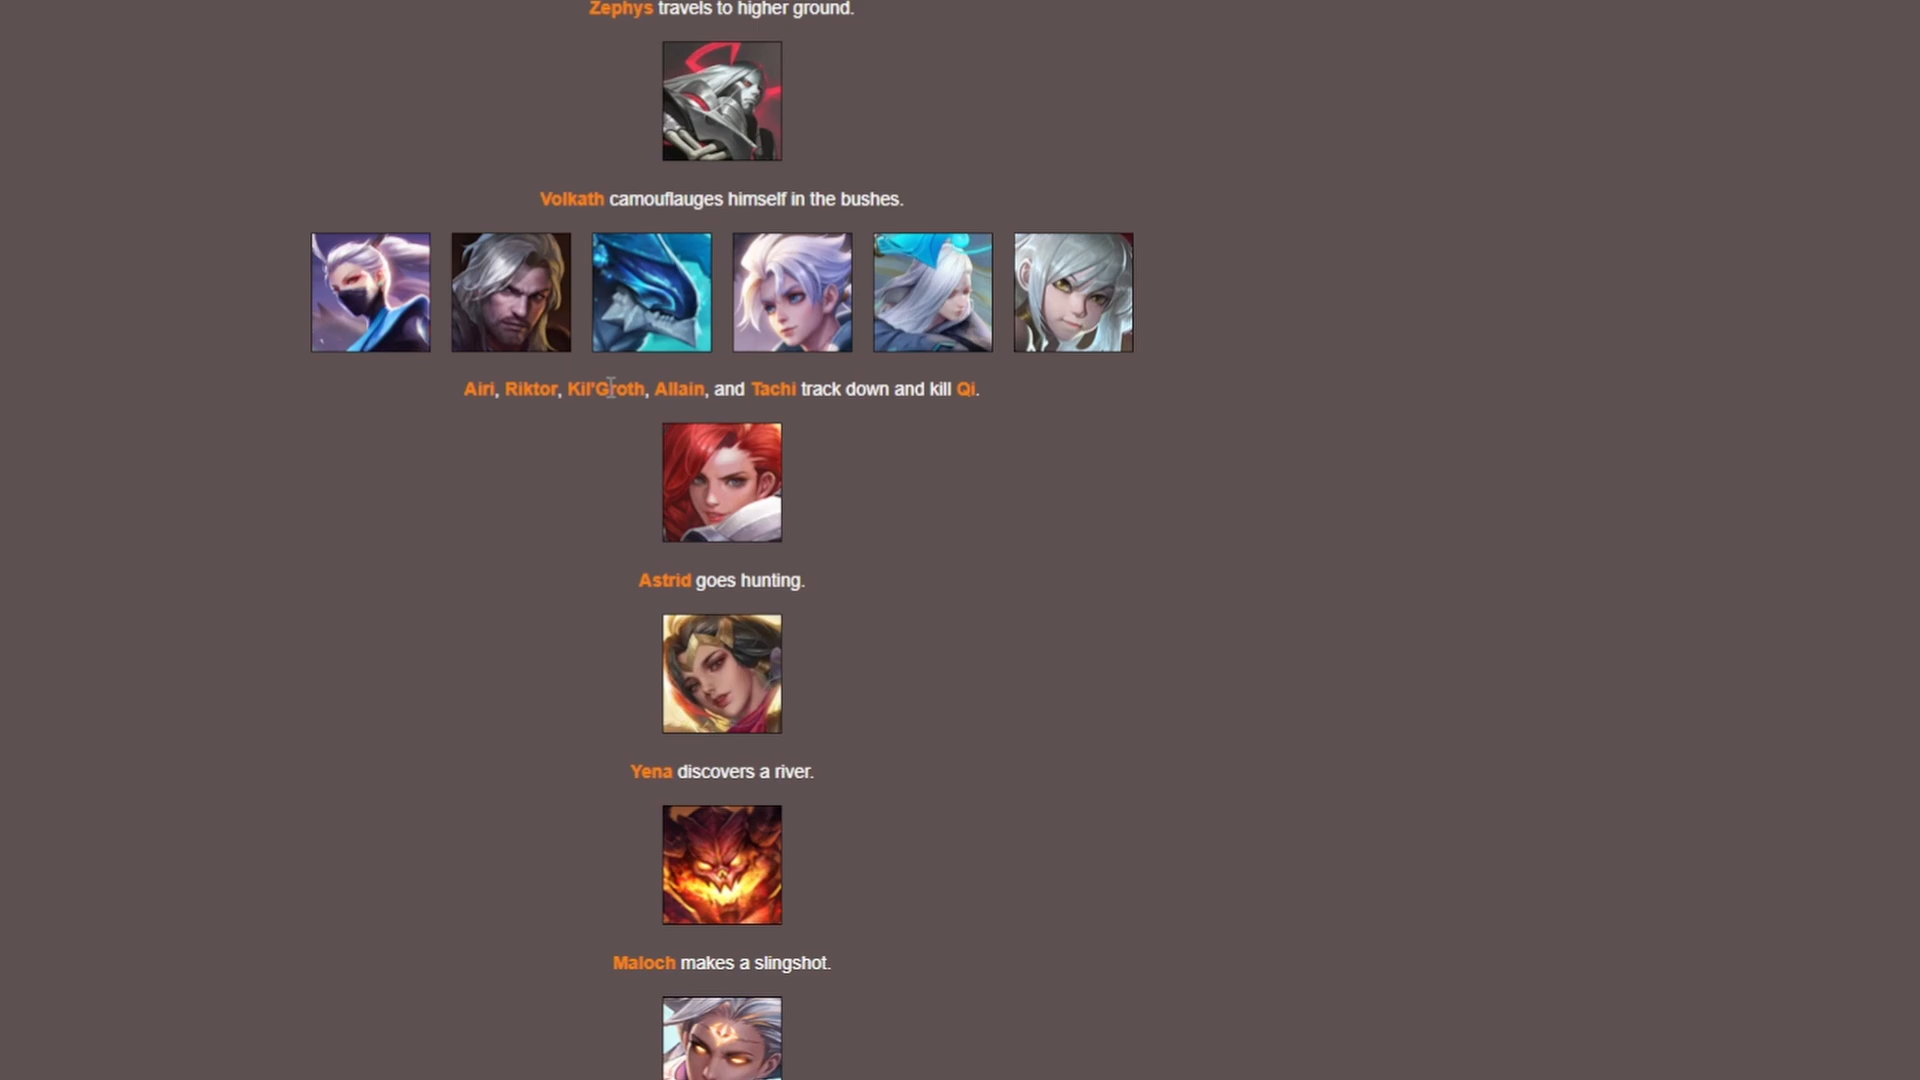 Zephys travels to higher ground.
Volkath camouflauges himself in the bushes.
Airi, Riktor, Kil'Groth, Allain, and Tachi track down and kill Qi.
Astrid goes hunting.
Yena discovers a river.
Maloch makes a slingshot.